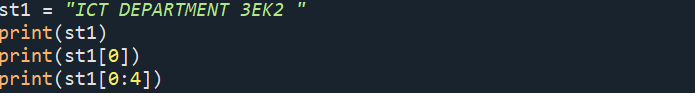 st1 = "ICT DEPARTMENT 3EK2 "
print(st1)
print(st1[0])
print(st1[0:4])